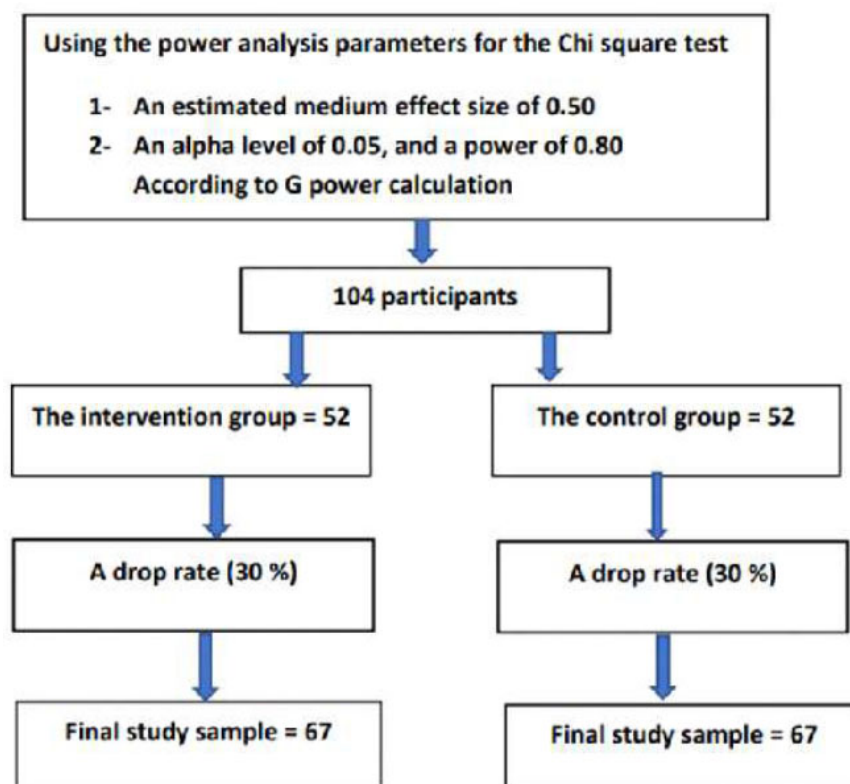 Using the power analysis parameters for the Chi square test
1- An estimated medium effect size of 0.50
2- An alpha level of 0.05, and a power of 0.80
According to G power calculation
104 participants
The intervention group = 52
The control group = 52
A drop rate (30 %)
A drop rate (30 %)
Final study sample = 67
Final study sample = 67